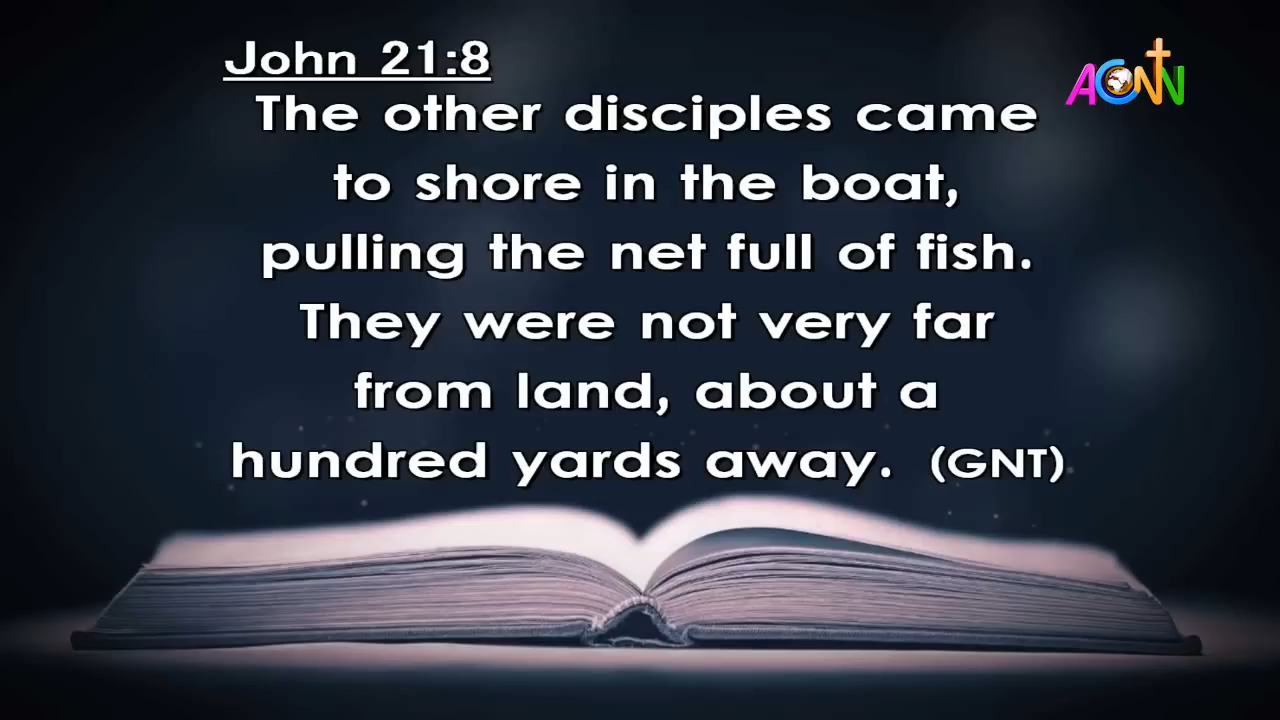 John 21:8
ACNN
The other disciples came
to shore in the boat,
pulling the net full of fish.
They were not very far
from land, about a
hundred yards away. (GNT)